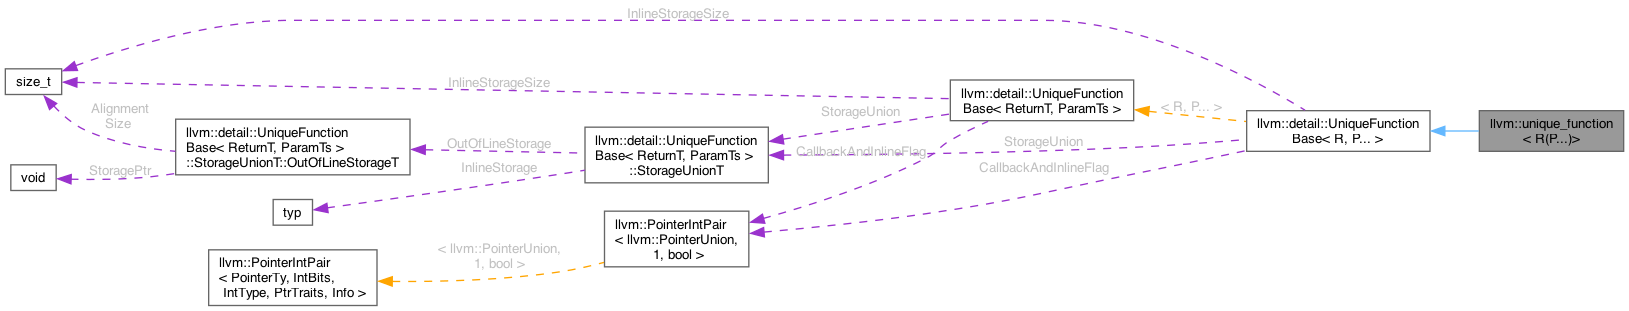 InlineStorageSize
size_t
InlineStorageSize
Alignment
Size
llvm::detail::UniqueFunction
Base< ReturnT, ParamTs >
::StorageUnionT::OutOfLineStorageT
void
StoragePtr
OutOfLineStorage
InlineStorage
typ
llvm::detail::UniqueFunction
Base< ReturnT, ParamTs >
::StorageUnionT
StorageUnion
CallbackAndInlineFlag
llvm::detail::UniqueFunction
Base< ReturnT, ParamTs >
< R, P... >
StorageUnion
CallbackAndInlineFlag
llvm::detail::UniqueFunction
Base< R, P... >
llvm::unique_function
< R(P...)>
llvm::PointerIntPair
< llvm::PointerUnion,
1, bool >
< llvm::PointerUnion,
1, bool >
llvm::PointerIntPair
< PointerTy, IntBits,
IntType, PtrTraits, Info >